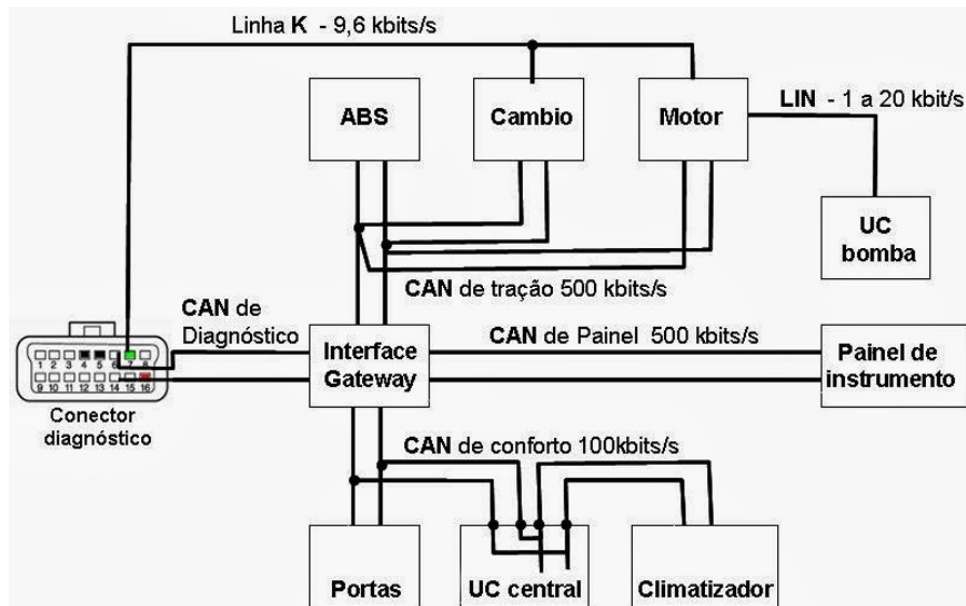 Linha K - 9,6 kbits/s
ABS
Cambio
Motor
LIN - 1 a 20 kbit/s
UC
bomba
CAN de tração 500 kbits/s
CAN de
Diagnóstico
Interface
Gateway
CAN de Painel 500 kbits/s
Painel de
instrumento
1 2 3 4 5 6 7 8
9 10 11 12 13 14 15 16
Conector
diagnóstico
CAN de conforto 100kbits/s
Portas
UC central
Climatizador